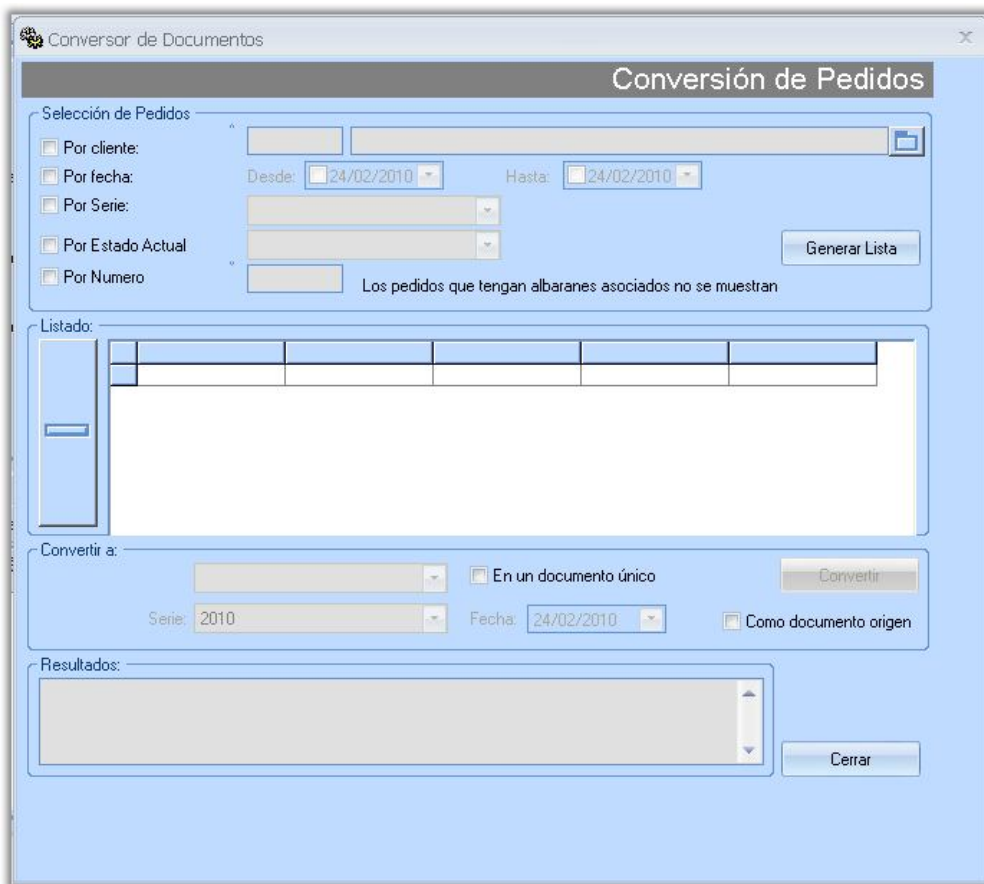 Conversor de Documentos
Conversión de Pedidos
Selección de Pedidos
Por cliente:
Por fecha: Desde: 24/02/2010 Hasta: 24/02/2010
Por Serie:
Por Estado Actual Generar Lista
Por Numero Los pedidos que tengan albaranes asociados no se muestran
Listado:
Convertir a:
En un documento único Convertir
Serie: 2010 Fecha: 24/02/2010 Como documento origen
Resultados:
Cerrar